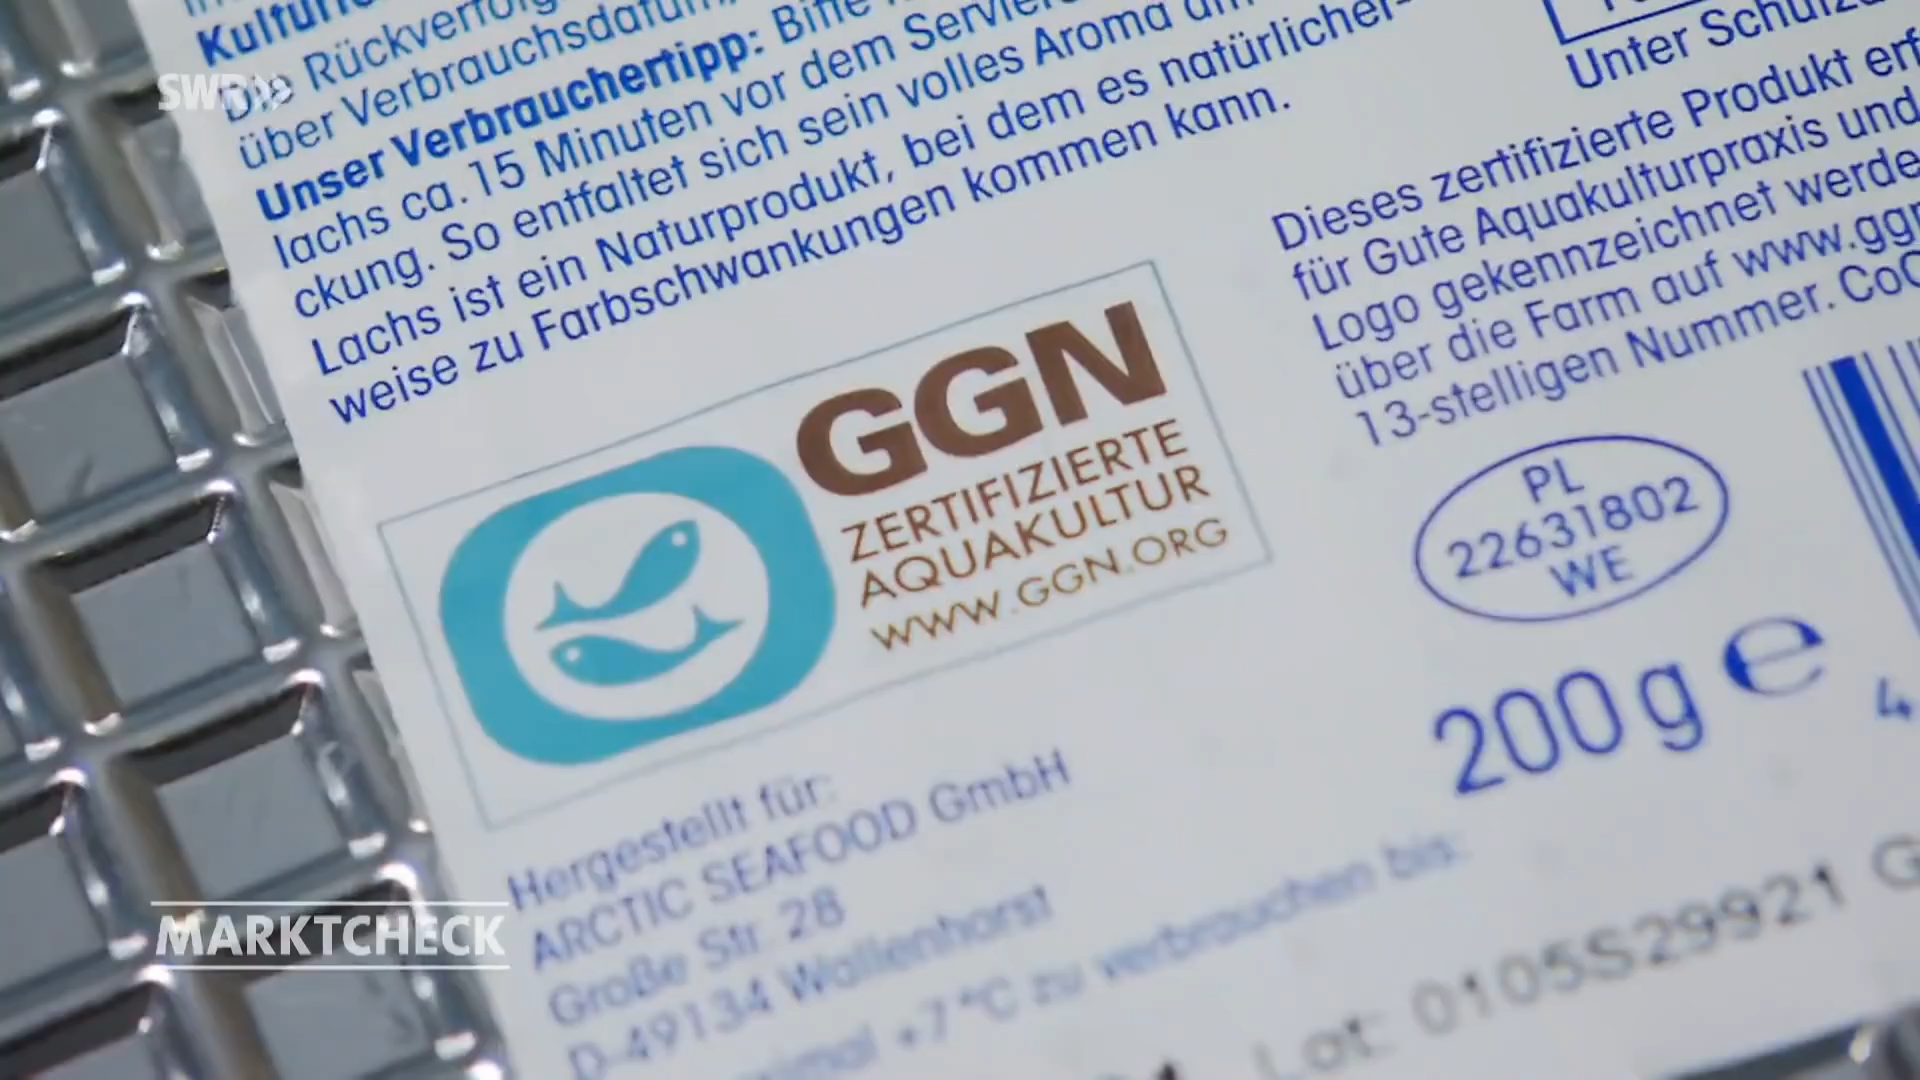 Kultur
Die Rückverfolg
über Verbrauchsdatum,
Unser Verbrauchertipp: Bitte
lachs ca. 15 Minuten vor dem Servie
ckung. So entfaltet sich sein volles Aroma
Lachs ist ein Naturprodukt, bei dem es natürlicher-
weise zu Farbschwankungen kommen kann.
SWR»
Unter Schutz
Dieses zertifizierte Produkt erf
für Gute Aquakulturpraxis und
Logo gekennzeichnet werde
über die Farm auf www.ggn
13-stelligen Nummer. CoC
GGN
ZERTIFIZIERTE
AQUAKULTUR
WWW.GGN.ORG
PL
22631802
WE
200 g e
4
Hergestellt für:
ARCTIC SEAFOOD GmbH
Große Str. 28
D-49134 Wallenhorst
+7 °C zu verbrauchen bis:
Lot: 0105S29921 G
MARKTCHECK